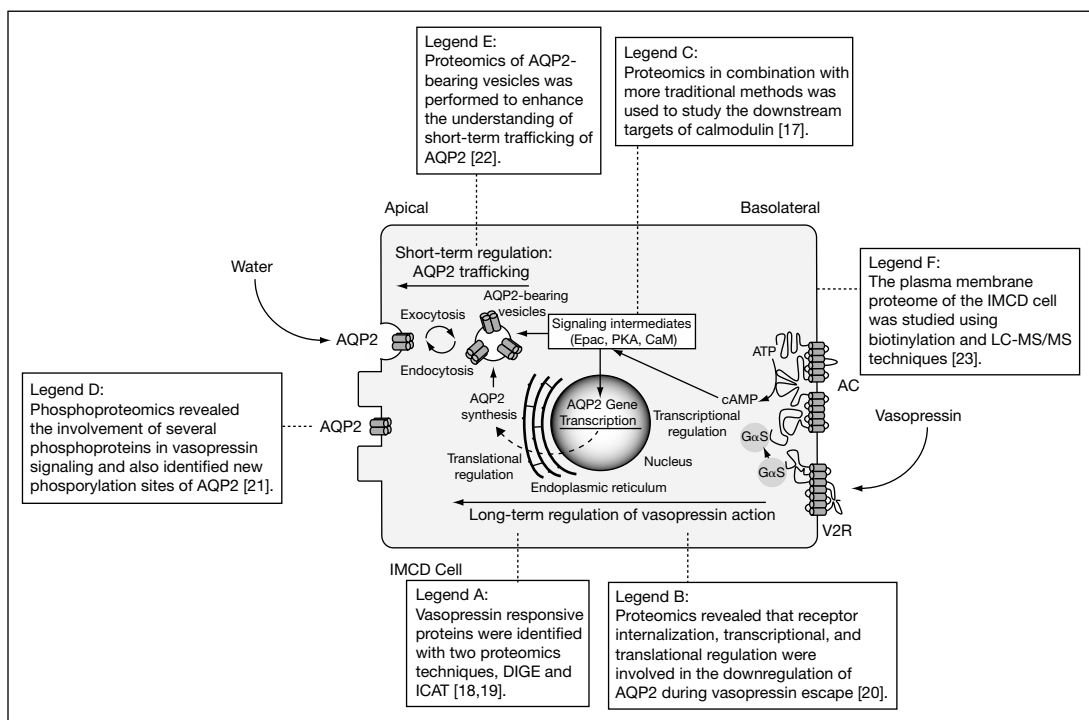 Legend E:
Proteomics of AQP2-
bearing vesicles was
performed to enhance
the understanding of
short-term trafficking of
AQP2 [22].
Legend C:
Proteomics in combination with
more traditional methods was
used to study the downstream
targets of calmodulin [17].
Apical
Basolateral
Water
Short-term regulation:
AQP2 trafficking
AQP2-bearing
vesicles
Exocytosis
Endocytosis
AQP2
Signaling intermediates
(Epac, PKA, CaM)
Legend F:
The plasma membrane
proteome of the IMCD cell
was studied using
biotinylation and LC-MS/MS
techniques [23].
ATP
AC
cAMP
Legend D:
Phosphoproteomics revealed
the involvement of several
phosphoproteins in vasopressin
signaling and also identified new
phosporylation sites of AQP2 [21].
AQP2
AQP2
synthesis
AQP2 Gene
Transcription
Transcriptional
regulation
Vasopressin
GαS
GαS
Translational
regulation
Nucleus
Endoplasmic reticulum
Long-term regulation of vasopressin action
V2R
IMCD Cell
Legend A:
Vasopressin responsive
proteins were identified
with two proteomics
techniques, DIGE and
ICAT [18,19].
Legend B:
Proteomics revealed that receptor
internalization, transcriptional, and
translational regulation were
involved in the downregulation of
AQP2 during vasopressin escape [20].